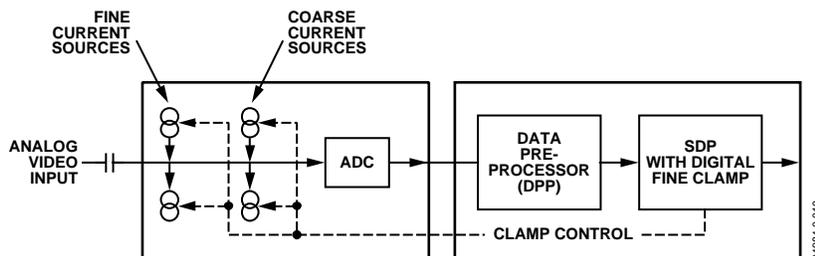 FINE
CURRENT
SOURCES
COARSE
CURRENT
SOURCES
ANALOG
VIDEO
INPUT
ADC
DATA
PRE-
PROCESSOR
(DPP)
SDP
WITH DIGITAL
FINE CLAMP
CLAMP CONTROL